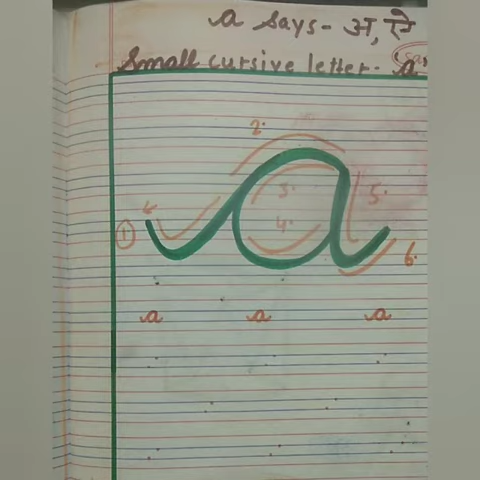 a says- अ, ऐ
Small cursive letter- 'a'
2.
3.
5.
4.
1
6.
a a a